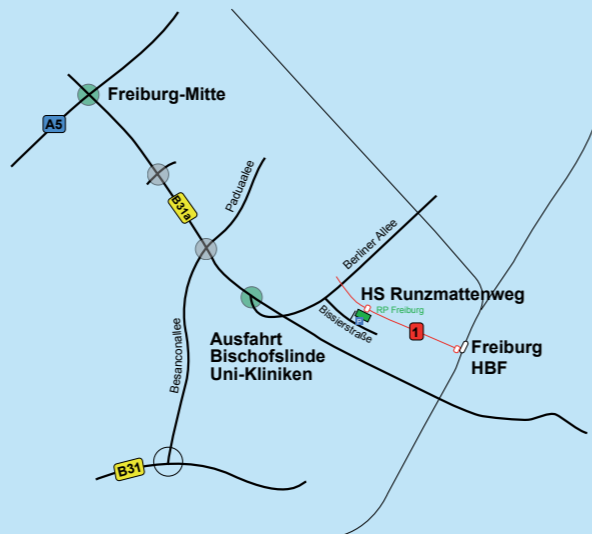 Freiburg-Mitte
A5
B31a
Paduaalee
Berliner Allee
HS Runzmattenweg
RP Freiburg
P
Bissierstraße
1
Ausfahrt
Bischofslinde
Uni-Kliniken
Freiburg
HBF
Besanconallee
B31